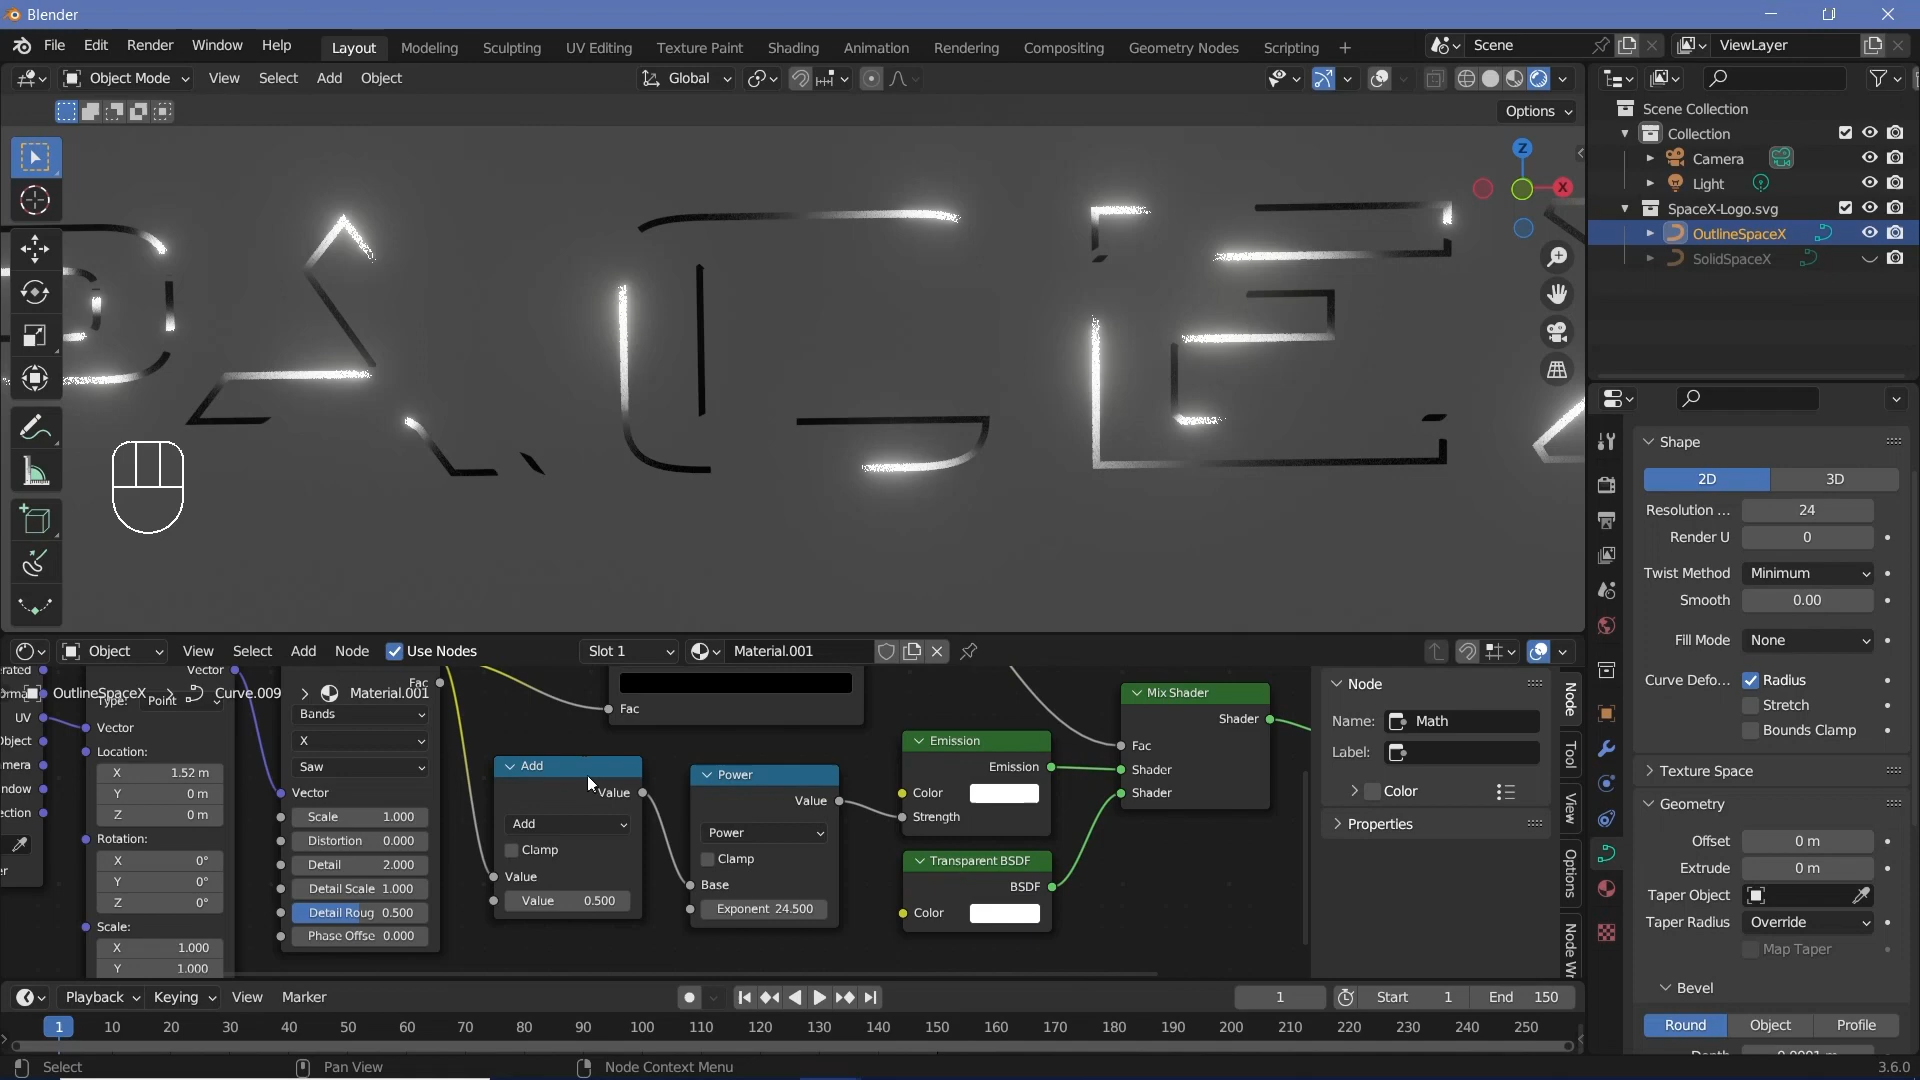 Blender
File Edit Render Window Help
Layout Modeling Sculpting UV Editing Texture Paint Shading Animation Rendering Compositing Geometry Nodes Scripting +
Scene
ViewLayer
Object Mode View Select Add Object
Global
Options
Z
X
Scene Collection
Collection
Camera
Light
SpaceX-Logo.svg
OutlineSpaceX
SolidSpaceX
Shape
2D 3D
Resolution ... 24
Render U 0
Twist Method Minimum
Smooth 0.00
Fill Mode None
Curve Defo... Radius
Stretch
Bounds Clamp
Texture Space
Geometry
Offset 0 m
Extrude 0 m
Taper Object
Taper Radius Override
Map Taper
Bevel
Round Object Profile
Object View Select Add Node Use Nodes Slot 1 Material.001
OutlineSpaceX > Curve.009 > Material.001
UV
Vector
Type: Point
Vector
Location:
X 1.52 m
Y 0 m
Z 0 m
Rotation:
X 0°
Y 0°
Z 0°
Scale:
X 1.000
Y 1.000
Fac
Bands
X
Saw
Vector
Scale 1.000
Distortion 0.000
Detail 2.000
Detail Scale 1.000
Detail Roug 0.500
Phase Offse 0.000
Fac
Add
Value
Add
Clamp
Value
Value 0.500
Power
Value
Power
Clamp
Base
Exponent 24.500
Emission
Emission
Color
Strength
Transparent BSDF
BSDF
Color
Mix Shader
Shader
Fac
Shader
Shader
Node
Name: Math
Label:
Color
Properties
Node
Tool
View
Options
Node Wr
Playback Keying View Marker
1 Start 1 End 150
1 10 20 30 40 50 60 70 80 90 100 110 120 130 140 150 160 170 180 190 200 210 220 230 240 250
Select Pan View Node Context Menu 3.6.0